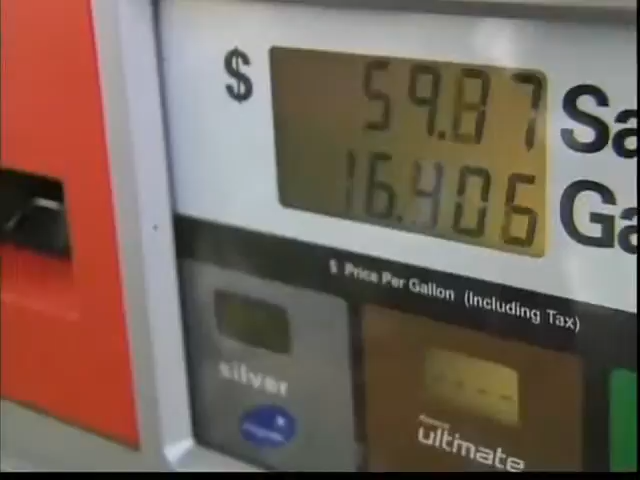 $ 59.87 Sa
16.406 Ga
$ Price Per Gallon (Including Tax)
silver
ultimate